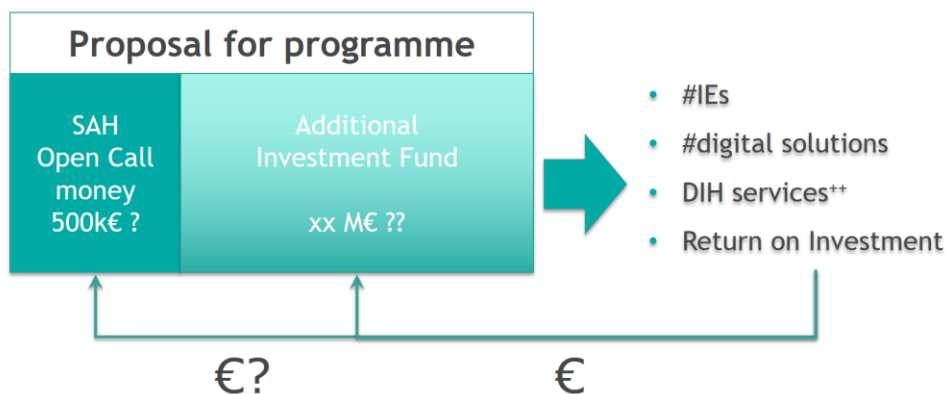 Proposal for programme
SAH
Open Call
money
500k€ ?
Additional
Investment Fund
xx M€ ??
• #IEs
• #digital solutions
• DIH services⁺⁺
• Return on Investment
€?
€